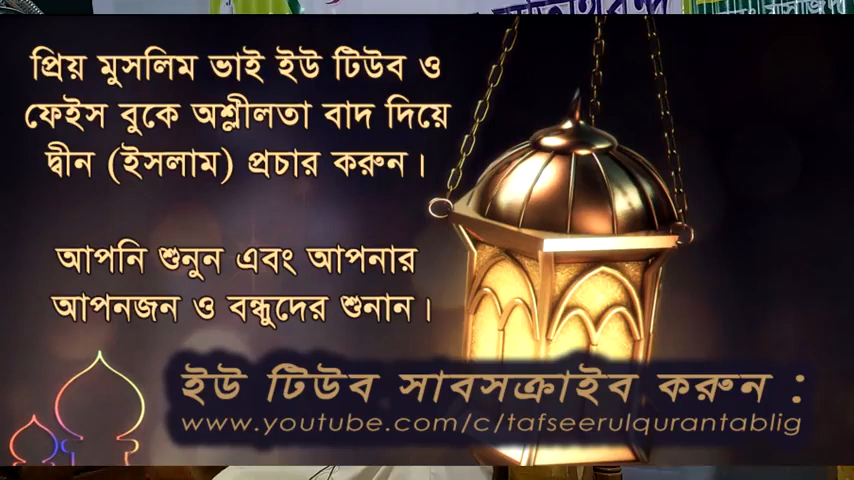 প্রিয় মুসলিম ভাই ইউ টিউব ও
ফেইস বুকে অশ্লীলতা বাদ দিয়ে
দ্বীন (ইসলাম) প্রচার করুন।
আপনি শুনুন এবং আপনার
আপনজন ও বন্ধুদের শুনান।
ইউ টিউব সাবসক্রাইব করুন :
www.youtube.com/c/tafseerulqurantablig